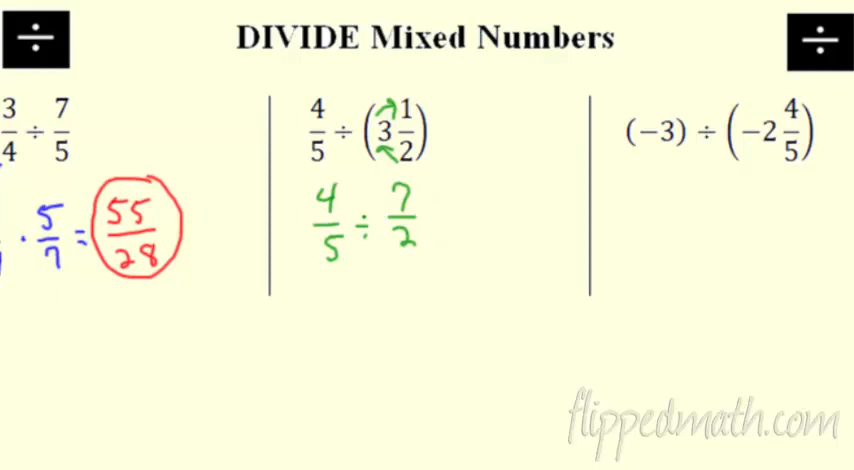 ÷ DIVIDE Mixed Numbers ÷
3/4 ÷ 7/5
· 5/7 = 55/28
4/5 ÷ (3 1/2)
4/5 ÷ 7/2
(−3) ÷ (−2 4/5)
flippedmath.com